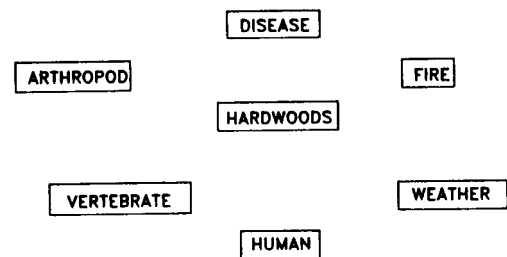 DISEASE
ARTHROPOD
FIRE
HARDWOODS
VERTEBRATE
WEATHER
HUMAN